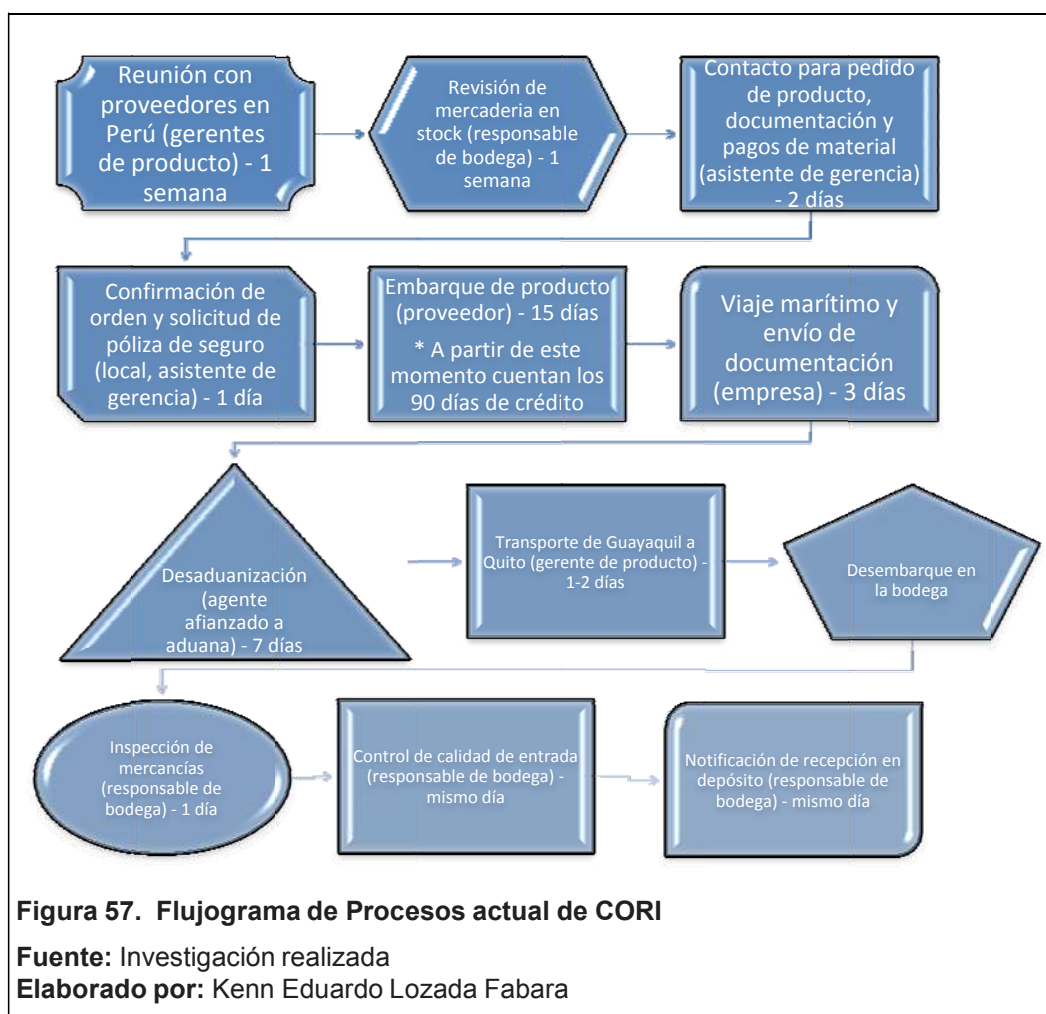 Reunión con
proveedores en
Perú (gerentes
de producto) - 1
semana
Revisión de
mercaderia en
stock (responsable
de bodega) - 1
semana
Contacto para pedido
de producto,
documentación y
pagos de material
(asistente de gerencia)
- 2 días
Confirmación de
orden y solicitud de
póliza de seguro
(local, asistente de
gerencia) - 1 día
Embarque de producto
(proveedor) - 15 días
* A partir de este
momento cuentan los
90 días de crédito
Viaje marítimo y
envío de
documentación
(empresa) - 3 días
Desaduanización
(agente
afianzado a
aduana) - 7 días
Transporte de Guayaquil a
Quito (gerente de producto) -
1-2 días
Desembarque en
la bodega
Inspección de
mercancías
(responsable de
bodega) - 1 día
Control de calidad de entrada
(responsable de bodega) -
mismo día
Notificación de recepción en
depósito (responsable de
bodega) - mismo día
Figura 57. Flujograma de Procesos actual de CORI
Fuente: Investigación realizada
Elaborado por: Kenn Eduardo Lozada Fabara